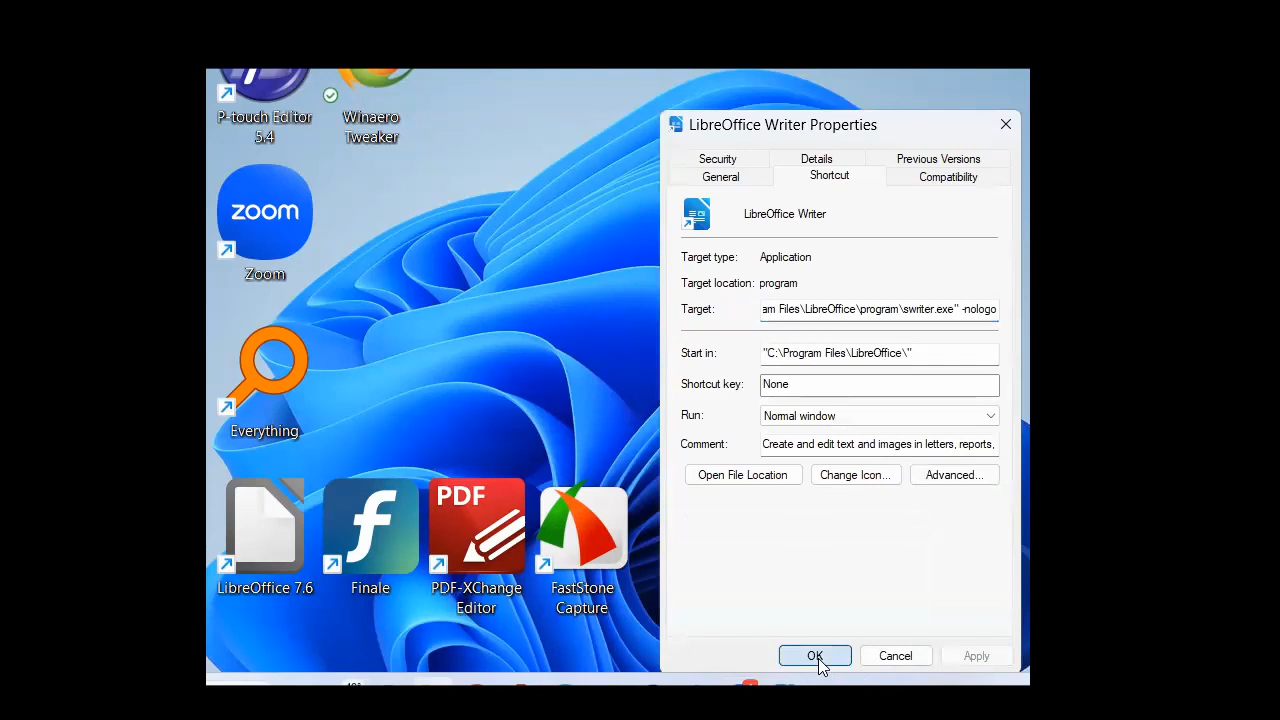 P-touch Editor
5.4
Winaero
Tweaker
zoom
Zoom
Everything
LibreOffice 7.6
f
Finale
PDF
PDF-XChange
Editor
FastStone
Capture
LibreOffice Writer Properties
Security
Details
Previous Versions
General
Shortcut
Compatibility
LibreOffice Writer
Target type: Application
Target location: program
Target: am Files\LibreOffice\program\swriter.exe" -nologo
Start in: "C:\Program Files\LibreOffice\"
Shortcut key: None
Run: Normal window
Comment: Create and edit text and images in letters, reports,
Open File Location
Change Icon...
Advanced...
OK
Cancel
Apply